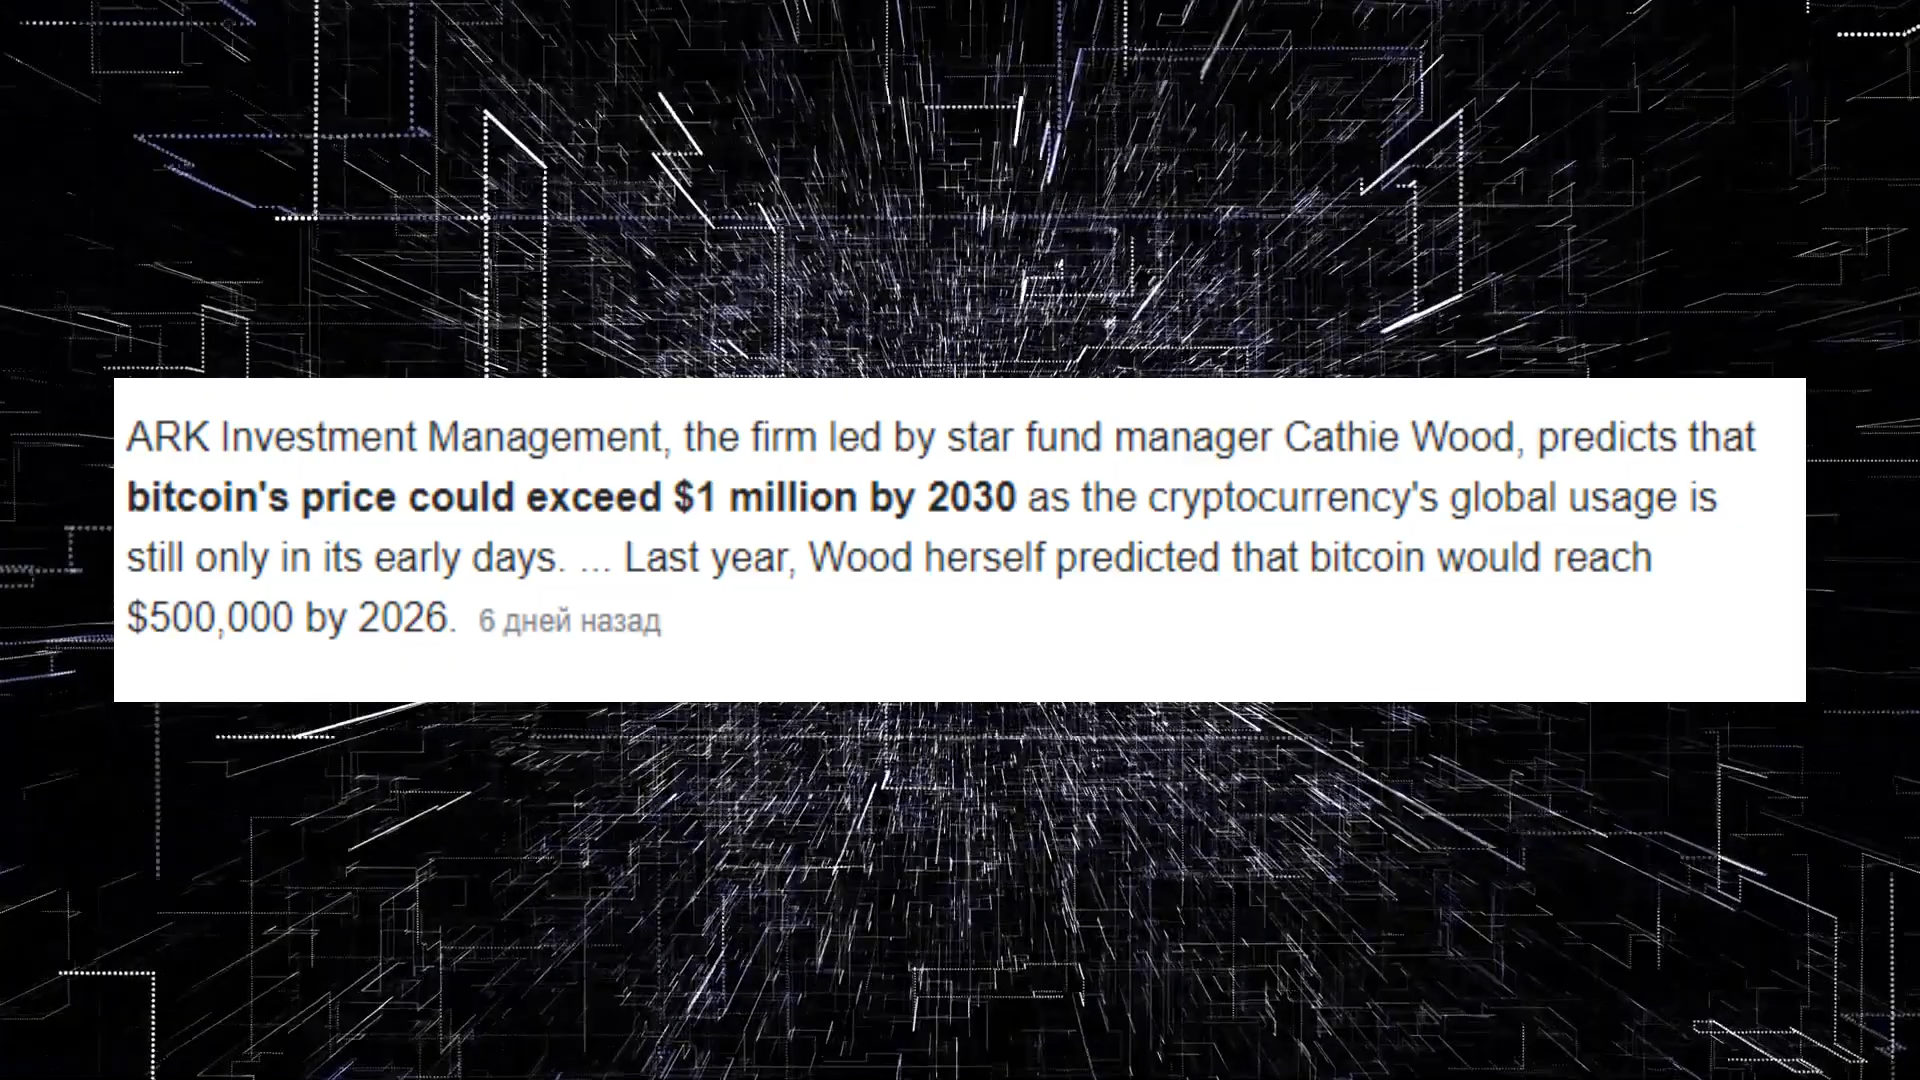 ARK Investment Management, the firm led by star fund manager Cathie Wood, predicts that
bitcoin's price could exceed $1 million by 2030 as the cryptocurrency's global usage is
still only in its early days. ... Last year, Wood herself predicted that bitcoin would reach
$500,000 by 2026. 6 дней назад